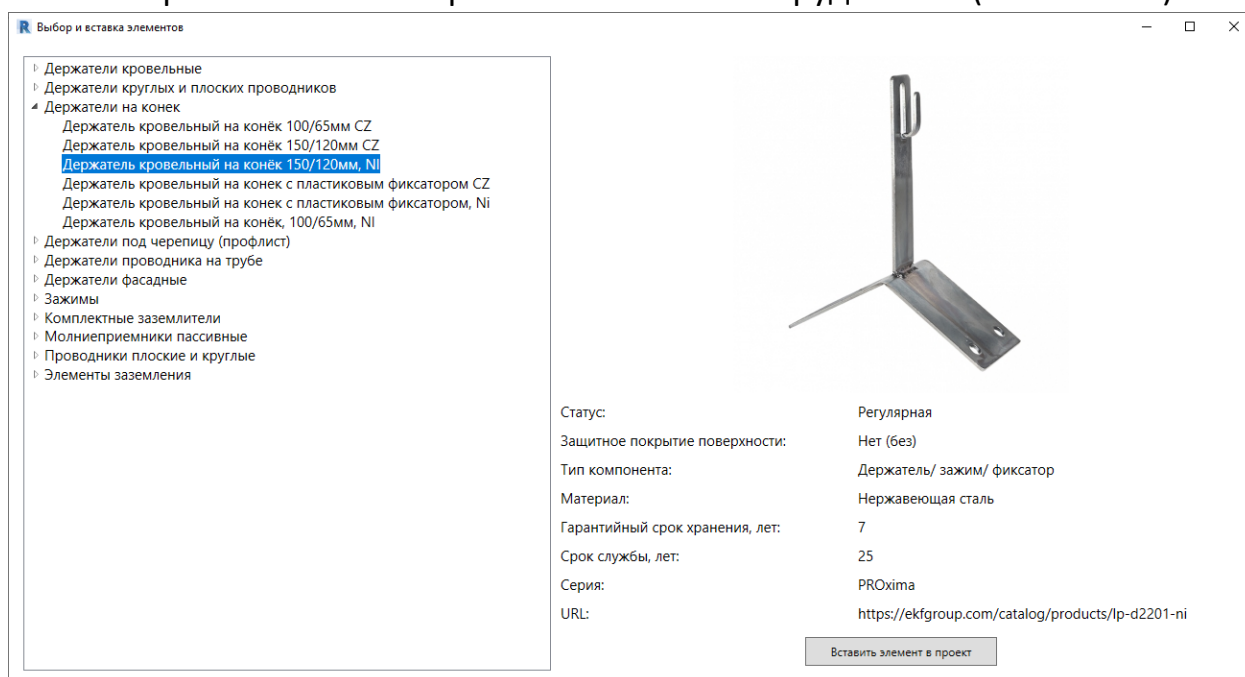 Выбор и вставка элементов
Держатели кровельные
Держатели круглых и плоских проводников
Держатели на конек
Держатель кровельный на конёк 100/65мм CZ
Держатель кровельный на конёк 150/120мм CZ
Держатель кровельный на конёк 150/120мм, NI
Держатель кровельный на конек с пластиковым фиксатором CZ
Держатель кровельный на конек с пластиковым фиксатором, Ni
Держатель кровельный на конёк, 100/65мм, NI
Держатели под черепицу (профлист)
Держатели проводника на трубе
Держатели фасадные
Зажимы
Комплектные заземлители
Молниеприемники пассивные
Проводники плоские и круглые
Элементы заземления
Статус: Регулярная
Защитное покрытие поверхности: Нет (без)
Тип компонента: Держатель/ зажим/ фиксатор
Материал: Нержавеющая сталь
Гарантийный срок хранения, лет: 7
Срок службы, лет: 25
Серия: PROxima
URL: https://ekfgroup.com/catalog/products/lp-d2201-ni
Вставить элемент в проект